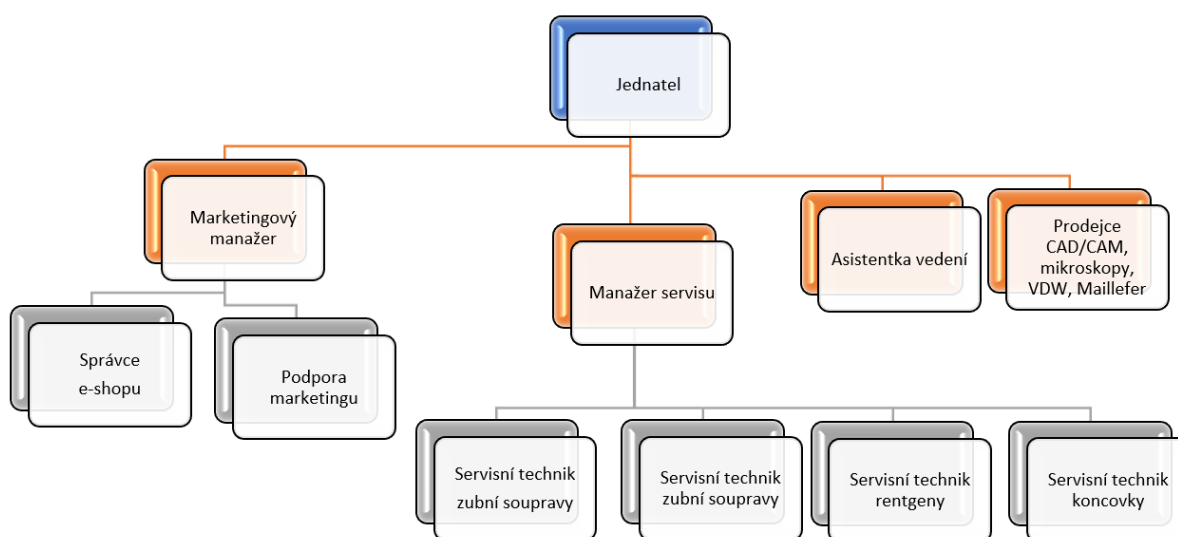 Jednatel
Marketingový
manažer
Manažer servisu
Asistentka vedení
Prodejce
CAD/CAM,
mikroskopy,
VDW, Maillefer
Správce
e-shopu
Podpora
marketingu
Servisní technik
zubní soupravy
Servisní technik
zubní soupravy
Servisní technik
rentgeny
Servisní technik
koncovky